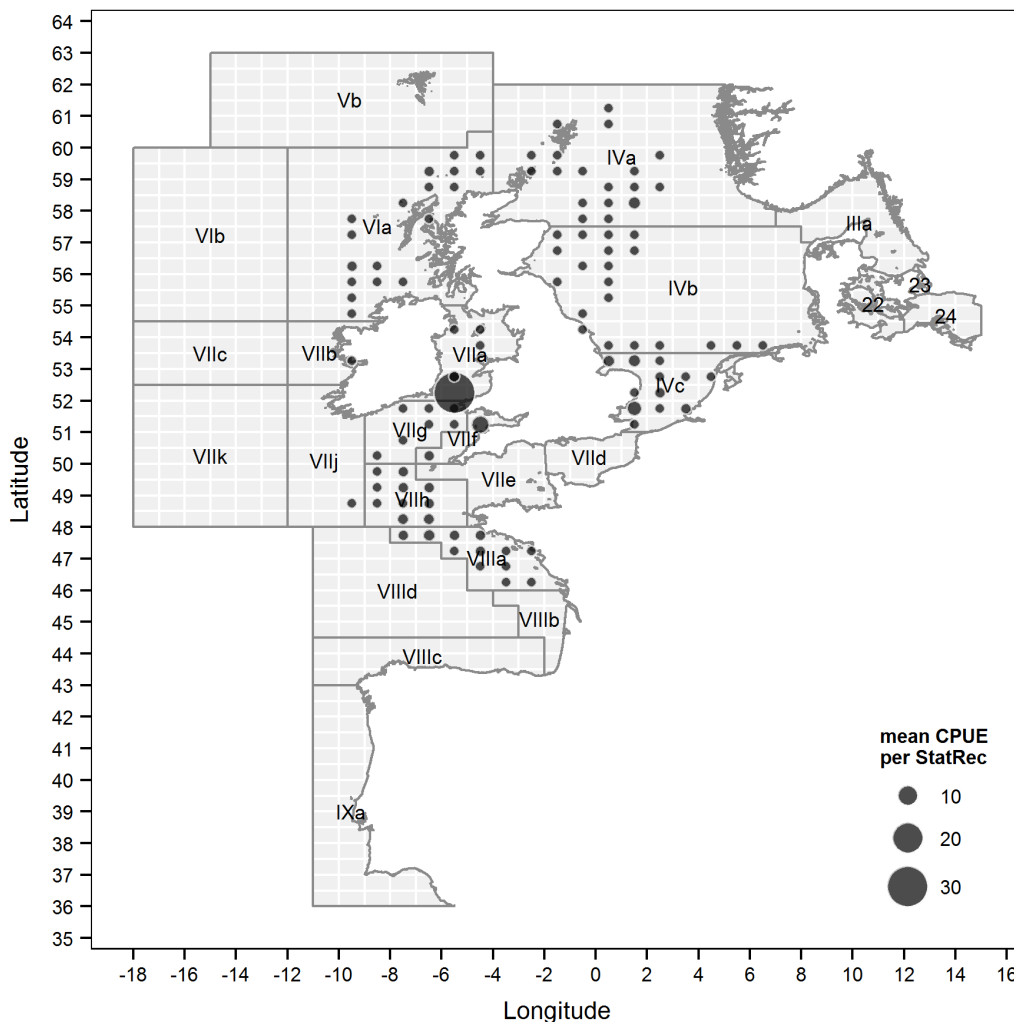 64
63
62
61
60
59
58
57
56
55
54
53
52
51
50
49
48
47
46
45
44
43
42
41
40
39
38
37
36
35
Latitude
Vb
IVa
VIa
VIb
IIIa
IVb
23
22
24
VIIc
VIIb
VIIa
IVc
VIIg
VIIf
VIIk
VIIj
VIId
VIIe
VIIh
VIIIa
VIIId
VIIIb
VIIIc
IXa
mean CPUE
per StatRec
10
20
30
-18 -16 -14 -12 -10 -8 -6 -4 -2 0 2 4 6 8 10 12 14 16
Longitude